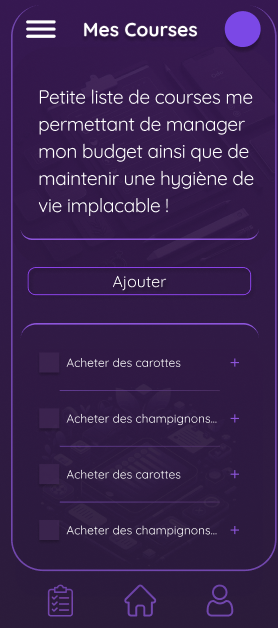 Mes Courses
Petite liste de courses me
permettant de manager
mon budget ainsi que de
maintenir une hygiène de
vie implacable !
Ajouter
Acheter des carottes +
Acheter des champignons... +
Acheter des carottes +
Acheter des champignons... +